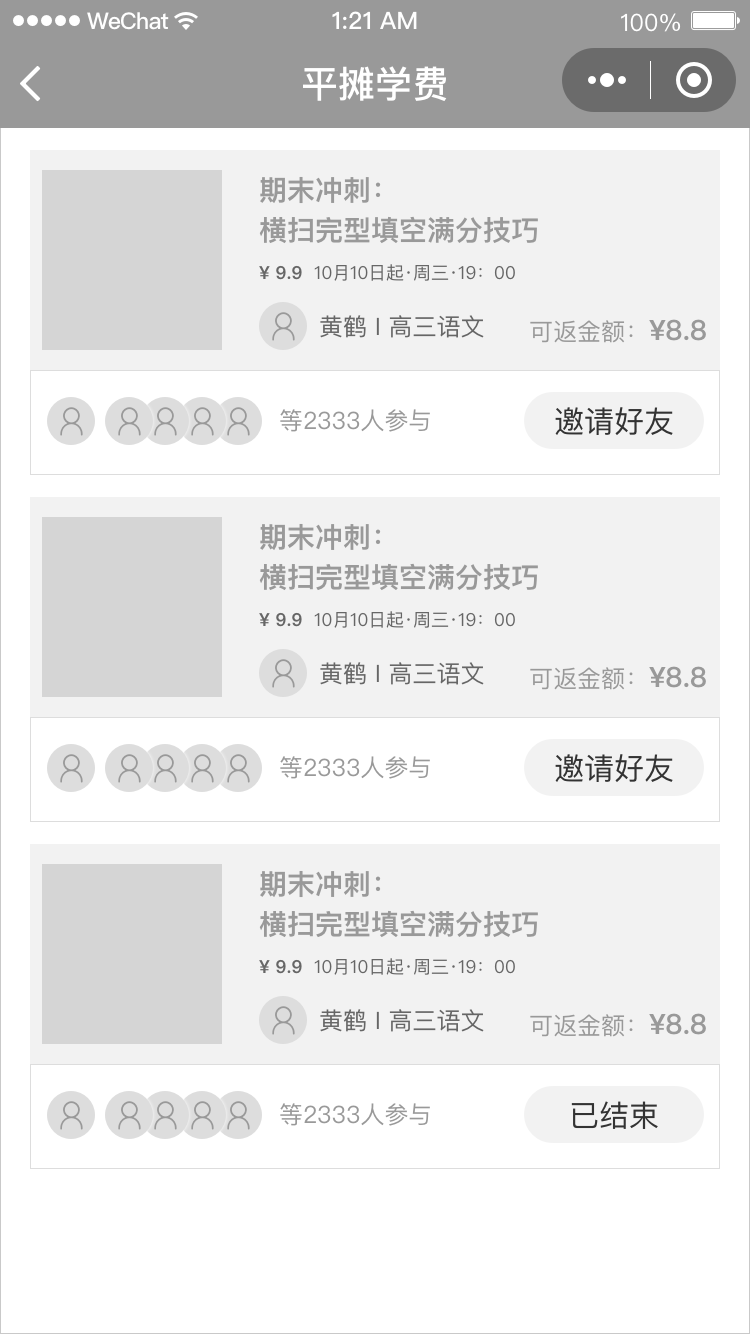 WeChat 1:21 AM 100%
平摊学费
期末冲刺：
横扫完型填空满分技巧
¥ 9.9 10月10日起·周三·19：00
黄鹤 | 高三语文 可返金额：¥8.8
等2333人参与 邀请好友
期末冲刺：
横扫完型填空满分技巧
¥ 9.9 10月10日起·周三·19：00
黄鹤 | 高三语文 可返金额：¥8.8
等2333人参与 邀请好友
期末冲刺：
横扫完型填空满分技巧
¥ 9.9 10月10日起·周三·19：00
黄鹤 | 高三语文 可返金额：¥8.8
等2333人参与 已结束